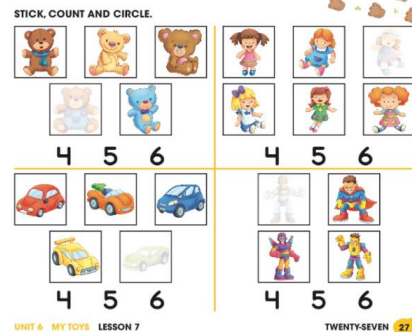 STICK, COUNT AND CIRCLE.
4 5 6
4 5 6
4 5 6
4 5 6
UNIT 6 MY TOYS LESSON 7
TWENTY-SEVEN 27